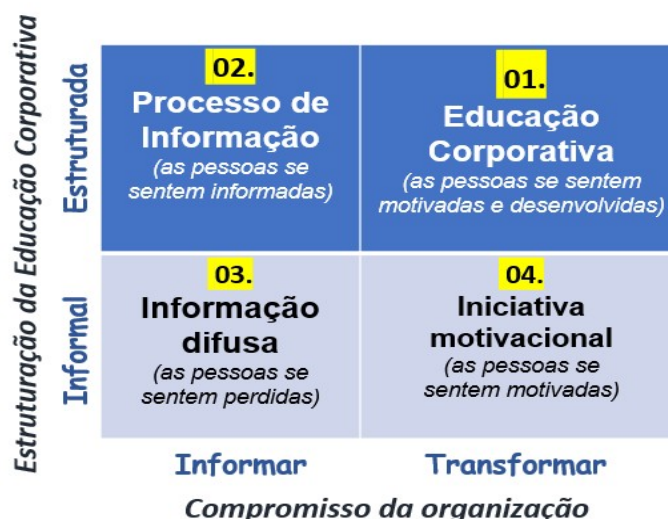 Estruturação da Educação Corporativa
Estruturada
02.
Processo de
Informação
(as pessoas se
sentem informadas)
01.
Educação
Corporativa
(as pessoas se sentem
motivadas e desenvolvidas)
Informal
03.
Informação
difusa
(as pessoas se
sentem perdidas)
04.
Iniciativa
motivacional
(as pessoas se
sentem motivadas)
Informar
Transformar
Compromisso da organização